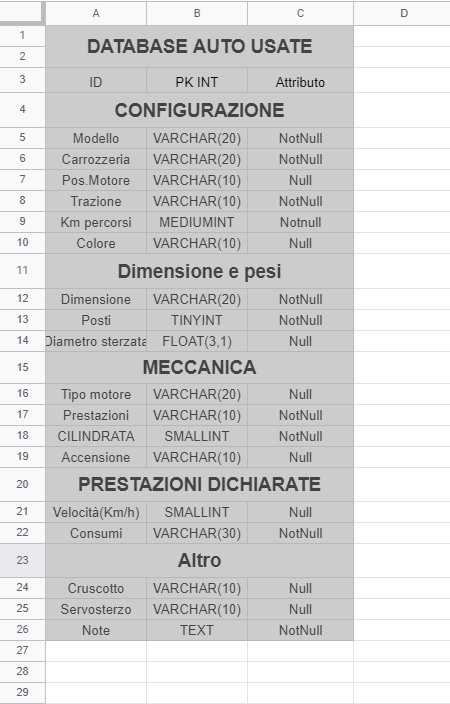 A B C D
1 DATABASE AUTO USATE
2
3 ID PK INT Attributo
4 CONFIGURAZIONE
5 Modello VARCHAR(20) NotNull
6 Carrozzeria VARCHAR(20) NotNull
7 Pos.Motore VARCHAR(10) Null
8 Trazione VARCHAR(10) NotNull
9 Km percorsi MEDIUMINT Notnull
10 Colore VARCHAR(10) Null
11 Dimensione e pesi
12 Dimensione VARCHAR(20) NotNull
13 Posti TINYINT NotNull
14 Diametro sterzata FLOAT(3,1) Null
15 MECCANICA
16 Tipo motore VARCHAR(20) Null
17 Prestazioni VARCHAR(10) NotNull
18 CILINDRATA SMALLINT NotNull
19 Accensione VARCHAR(10) Null
20 PRESTAZIONI DICHIARATE
21 Velocità(Km/h) SMALLINT Null
22 Consumi VARCHAR(30) NotNull
23 Altro
24 Cruscotto VARCHAR(10) Null
25 Servosterzo VARCHAR(10) Null
26 Note TEXT NotNull
27
28
29